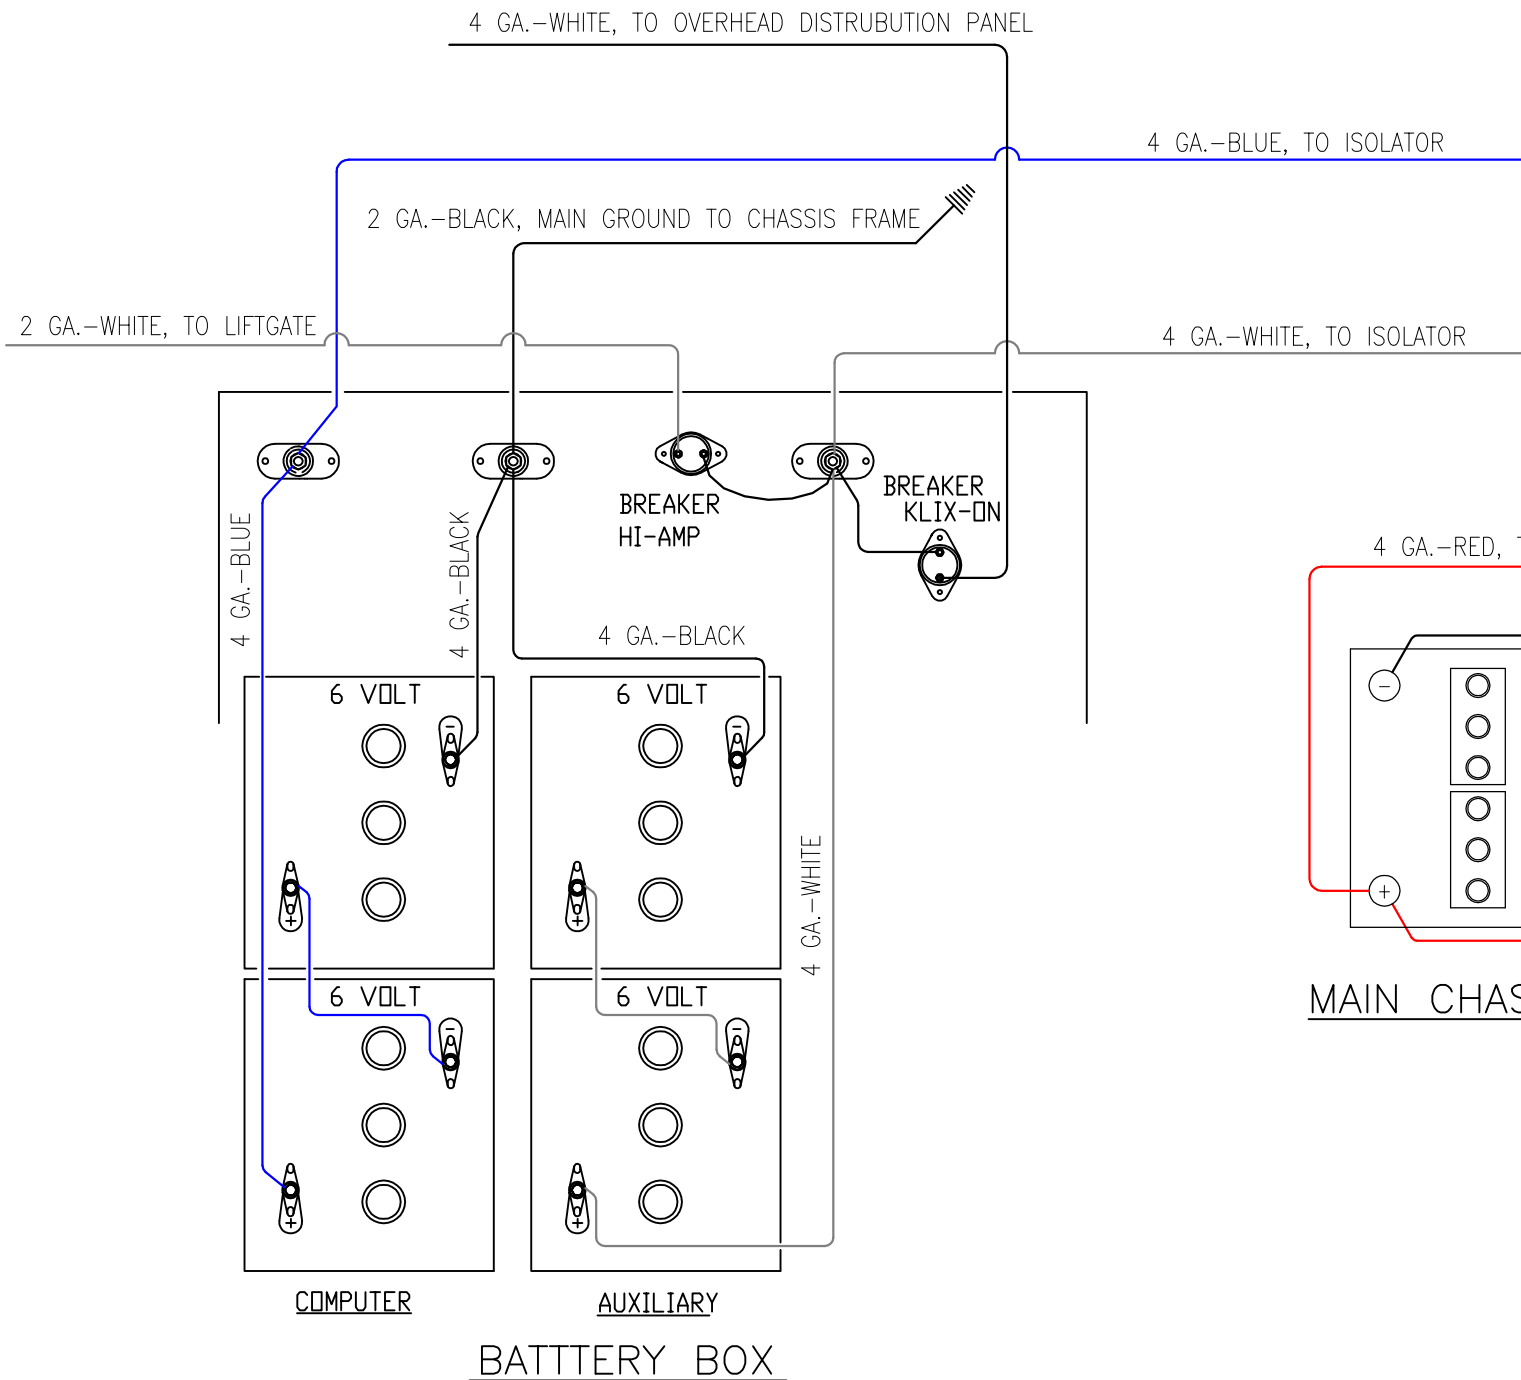 4 GA.-WHITE, TO OVERHEAD DISTRUBUTION PANEL
4 GA.-BLUE, TO ISOLATOR
2 GA.-BLACK, MAIN GROUND TO CHASSIS FRAME
2 GA.-WHITE, TO LIFTGATE
4 GA.-WHITE, TO ISOLATOR
BREAKER
HI-AMP
BREAKER
KLIX-ON
4 GA.-BLUE
4 GA.-BLACK
4 GA.-BLACK
4 GA.-RED,
6 VOLT
-
+
6 VOLT
-
+
4 GA.-WHITE
-
+
MAIN CHAS
6 VOLT
-
+
6 VOLT
-
+
COMPUTER
AUXILIARY
BATTTERY BOX